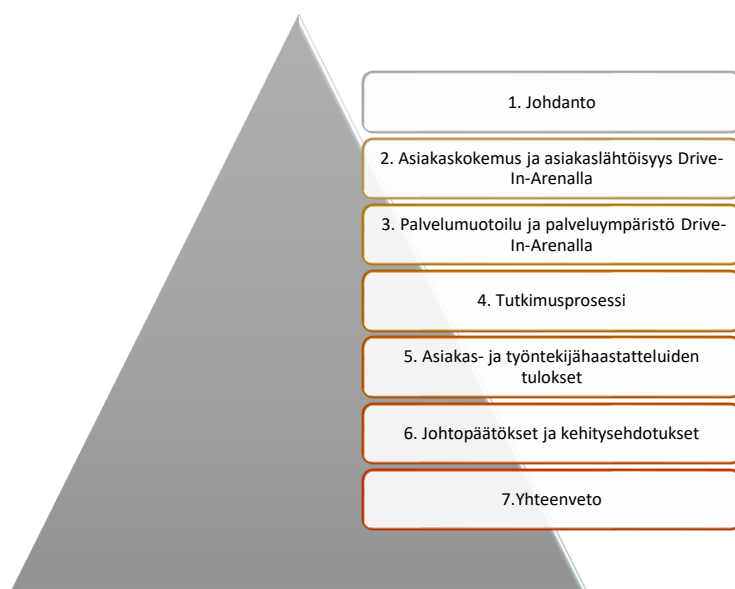 1. Johdanto
2. Asiakaskokemus ja asiakaslähtöisyys Drive-
In-Arenalla
3. Palvelumuotoilu ja palveluympäristö Drive-
In-Arenalla
4. Tutkimusprosessi
5. Asiakas- ja työntekijähaastatteluiden
tulokset
6. Johtopäätökset ja kehitysehdotukset
7.Yhteenveto